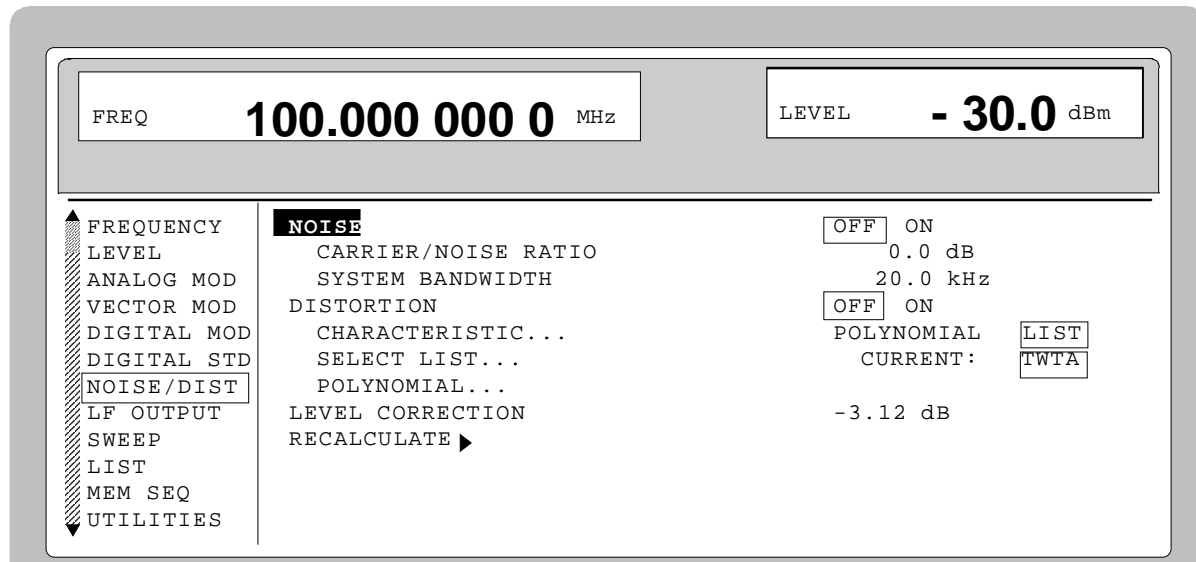 FREQ 100.000 000 0 MHz
LEVEL - 30.0 dBm
FREQUENCY
LEVEL
ANALOG MOD
VECTOR MOD
DIGITAL MOD
DIGITAL STD
NOISE/DIST
LF OUTPUT
SWEEP
LIST
MEM SEQ
UTILITIES
NOISE OFF ON
CARRIER/NOISE RATIO 0.0 dB
SYSTEM BANDWIDTH 20.0 kHz
DISTORTION OFF ON
CHARACTERISTIC... POLYNOMIAL LIST
SELECT LIST... CURRENT: TWTA
POLYNOMIAL...
LEVEL CORRECTION -3.12 dB
RECALCULATE